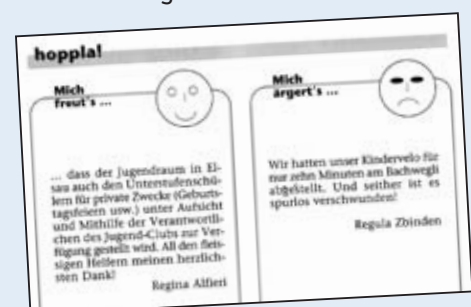 hoppla!
Mich
freut's ...
... dass der Jugendraum in El-
sau auch den Unterstufenschü-
lern für private Zwecke (Geburts-
tagsfeiern usw.) unter Aufsicht
und Mithilfe der Verantwortli-
chen des Jugend-Clubs zur Ver-
fügung gestellt wird. All den fleis-
sigen Helfern meinen herzlich-
sten Dank!
Regina Alfieri
Mich
ärgert's ...
Wir hatten unser Kindervelo für
nur zehn Minuten am Bachwegli
abgestellt. Und seither ist es
spurlos verschwunden!
Regula Zbinden